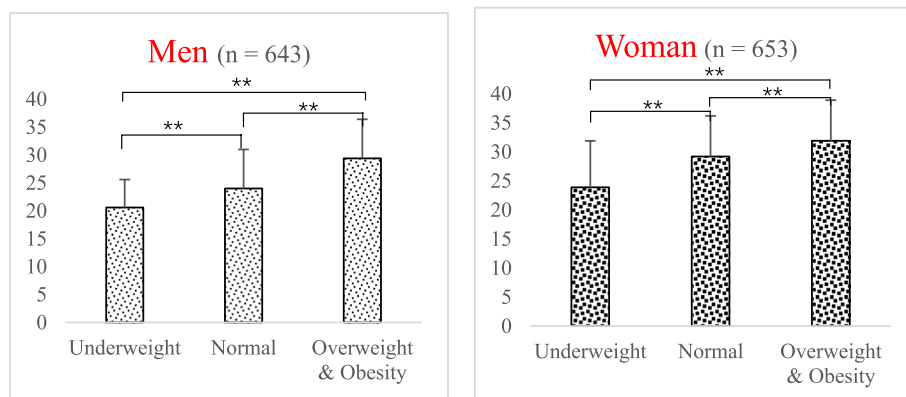 Men (n = 643)
**
**
**
40
35
30
25
20
15
10
5
0
Underweight
Normal
Overweight
& Obesity
Woman (n = 653)
**
**
**
40
35
30
25
20
15
10
5
0
Underweight
Normal
Overweight
& Obesity